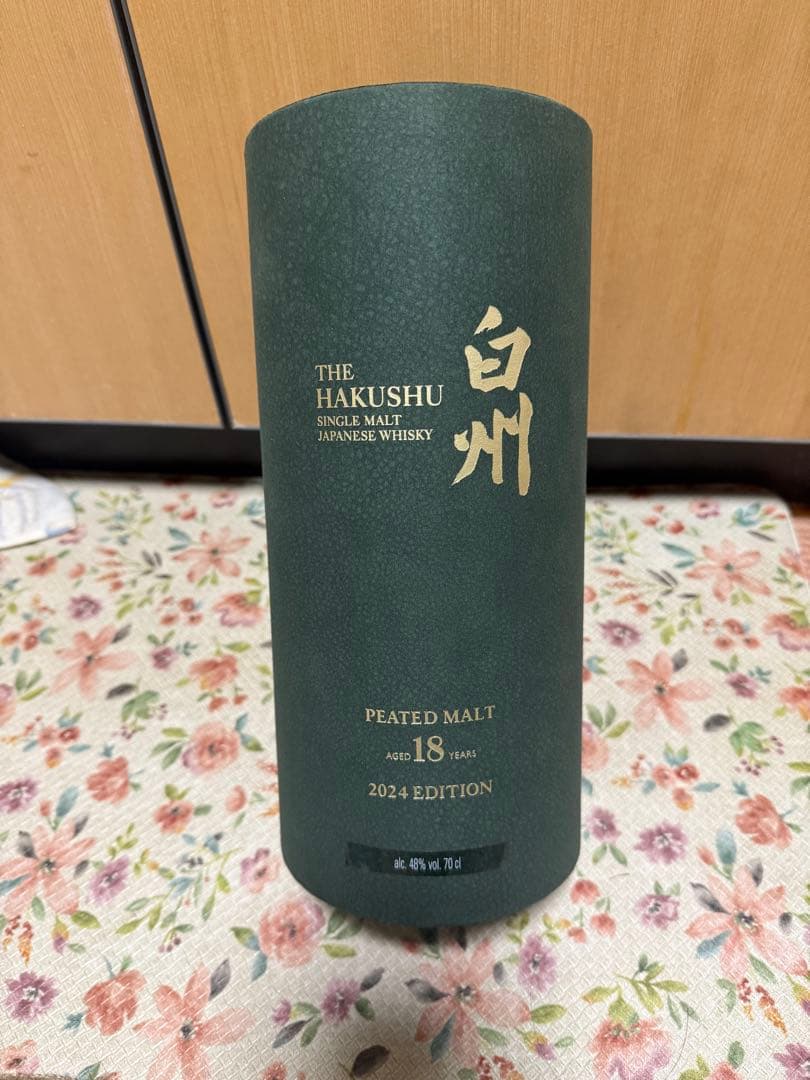 THE
HAKUSHU
SINGLE MALT
JAPANESE WHISKY
白州
PEATED MALT
AGED 18 YEARS
2024 EDITION
alc. 48% vol. 70 cl